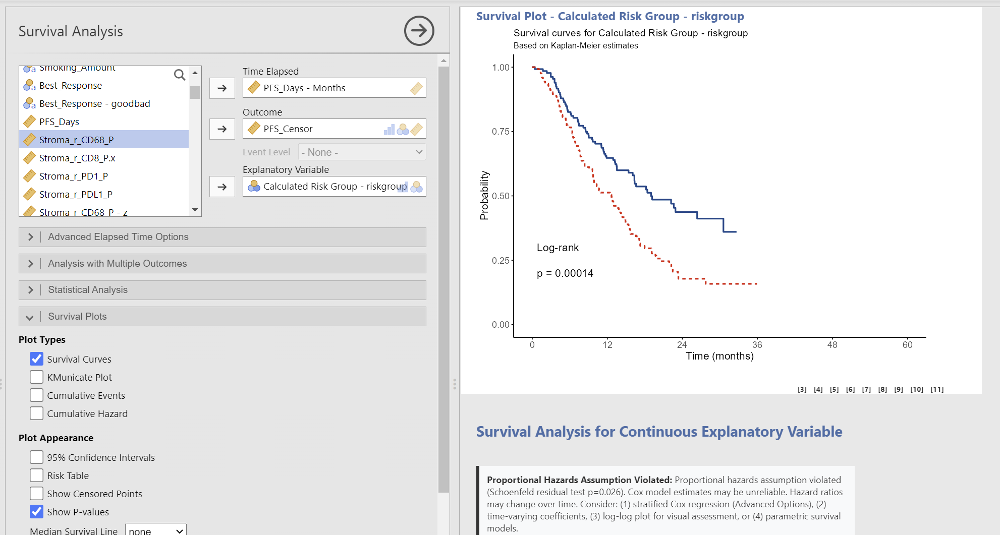 Survival Analysis
Smoking_Amount
Best_Response
Best_Response - goodbad
PFS_Days
Stroma_r_CD68_P
Stroma_r_CD8_P.x
Stroma_r_PD1_P
Stroma_r_PDL1_P
Stroma_r_CD68_P - z
Time Elapsed
PFS_Days - Months
Outcome
PFS_Censor
Event Level
- None -
Explanatory Variable
Calculated Risk Group - riskgroup
Advanced Elapsed Time Options
Analysis with Multiple Outcomes
Statistical Analysis
Survival Plots
Plot Types
Survival Curves
KMunicate Plot
Cumulative Events
Cumulative Hazard
Plot Appearance
95% Confidence Intervals
Risk Table
Show Censored Points
Show P-values
Median Survival Line
none
Survival Plot - Calculated Risk Group - riskgroup
Survival curves for Calculated Risk Group - riskgroup
Based on Kaplan-Meier estimates
1.00
0.75
0.50
0.25
0.00
Probability
Log-rank
p = 0.00014
0 12 24 36 48 60
Time (months)
[3] [4] [5] [6] [7] [8] [9] [10] [11]
Survival Analysis for Continuous Explanatory Variable
Proportional Hazards Assumption Violated: Proportional hazards assumption violated
(Schoenfeld residual test p=0.026). Cox model estimates may be unreliable. Hazard ratios
may change over time. Consider: (1) stratified Cox regression (Advanced Options), (2)
time-varying coefficients, (3) log-log plot for visual assessment, or (4) parametric survival
models.